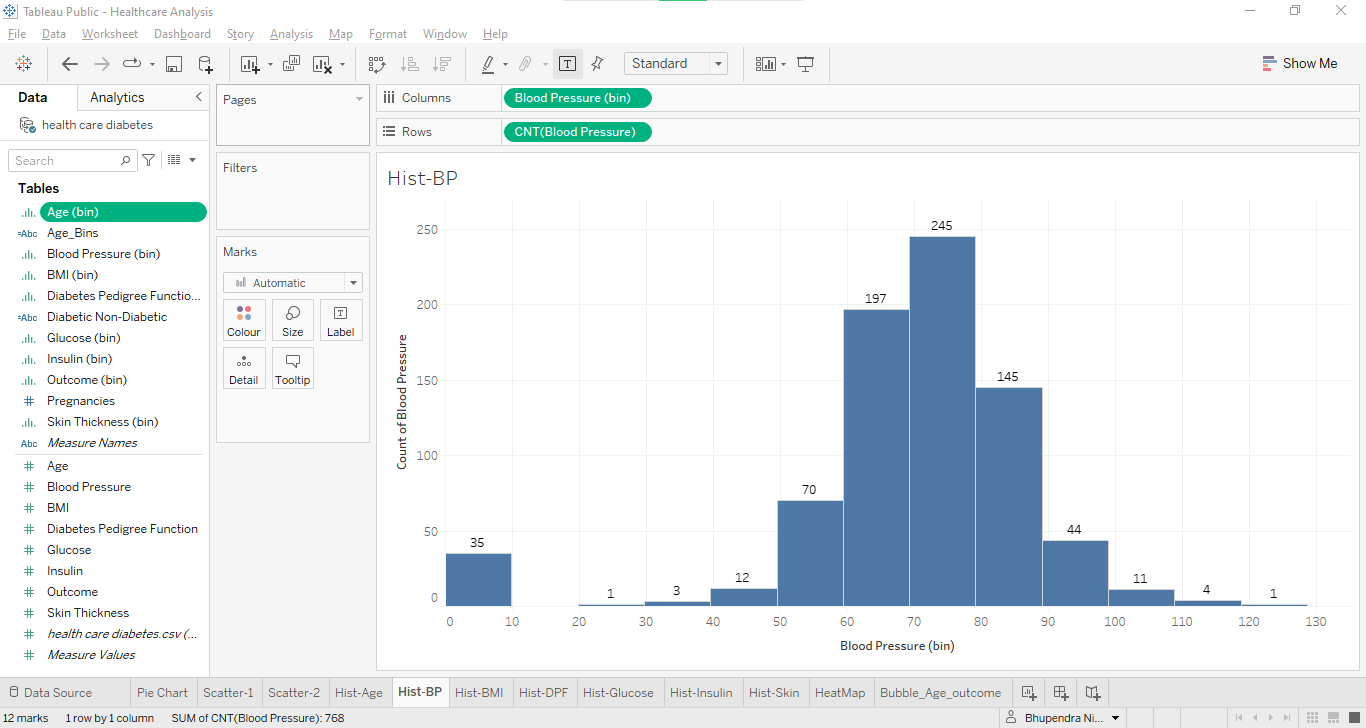 Tableau Public - Healthcare Analysis
File Data Worksheet Dashboard Story Analysis Map Format Window Help
Standard
Show Me
Data Analytics
health care diabetes
Search
Tables
Age (bin)
Age_Bins
Blood Pressure (bin)
BMI (bin)
Diabetes Pedigree Functio...
Diabetic Non-Diabetic
Glucose (bin)
Insulin (bin)
Outcome (bin)
Pregnancies
Skin Thickness (bin)
Measure Names
Age
Blood Pressure
BMI
Diabetes Pedigree Function
Glucose
Insulin
Outcome
Skin Thickness
health care diabetes.csv (...
Measure Values
Pages
Filters
Marks
Automatic
Colour Size Label
Detail Tooltip
Columns Blood Pressure (bin)
Rows CNT(Blood Pressure)
Hist-BP
Count of Blood Pressure
250
200
150
100
50
0
35 1 3 12 70 197 245 145 44 11 4 1
0 10 20 30 40 50 60 70 80 90 100 110 120 130
Blood Pressure (bin)
Data Source Pie Chart Scatter-1 Scatter-2 Hist-Age Hist-BP Hist-BMI Hist-DPF Hist-Glucose Hist-Insulin Hist-Skin HeatMap Bubble_Age_outcome
12 marks 1 row by 1 column SUM of CNT(Blood Pressure): 768 Bhupendra Ni...